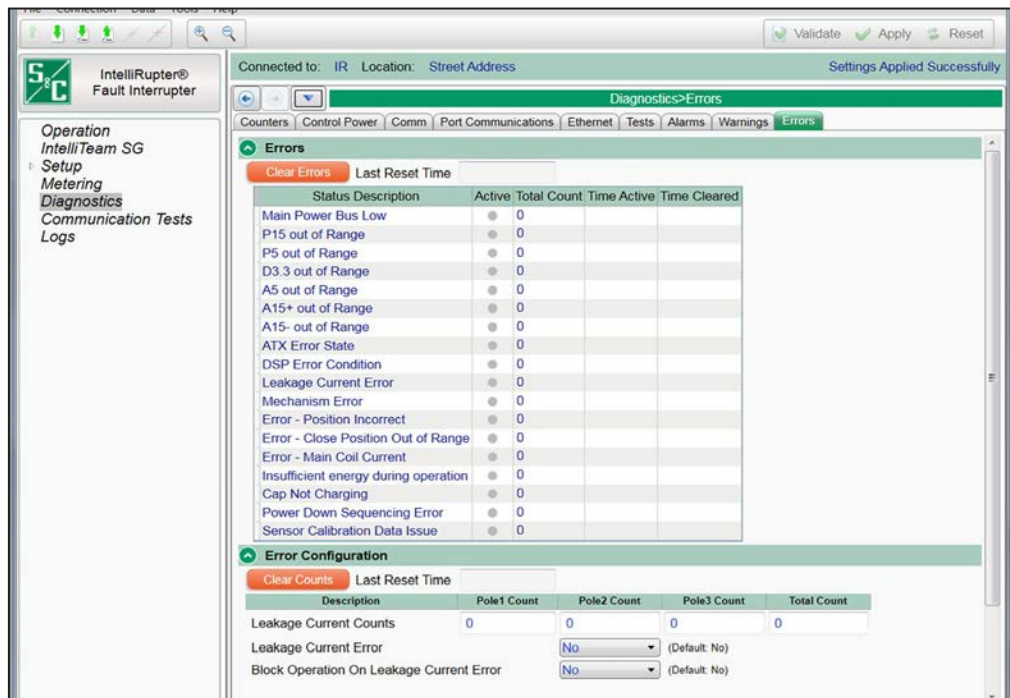 File Connection Data Tools Help
Validate Apply Reset
S&C
IntelliRupter®
Fault Interrupter
Connected to: IR Location: Street Address Settings Applied Successfully
Diagnostics>Errors
Counters Control Power Comm Port Communications Ethernet Tests Alarms Warnings Errors
Operation
IntelliTeam SG
Setup
Metering
Diagnostics
Communication Tests
Logs
Errors
Clear Errors Last Reset Time
Status Description Active Total Count Time Active Time Cleared
Main Power Bus Low 0
P15 out of Range 0
P5 out of Range 0
D3.3 out of Range 0
A5 out of Range 0
A15+ out of Range 0
A15- out of Range 0
ATX Error State 0
DSP Error Condition 0
Leakage Current Error 0
Mechanism Error 0
Error - Position Incorrect 0
Error - Close Position Out of Range 0
Error - Main Coil Current 0
Insufficient energy during operation 0
Cap Not Charging 0
Power Down Sequencing Error 0
Sensor Calibration Data Issue 0
Error Configuration
Clear Counts Last Reset Time
Description Pole1 Count Pole2 Count Pole3 Count Total Count
Leakage Current Counts 0 0 0 0
Leakage Current Error No (Default: No)
Block Operation On Leakage Current Error No (Default: No)